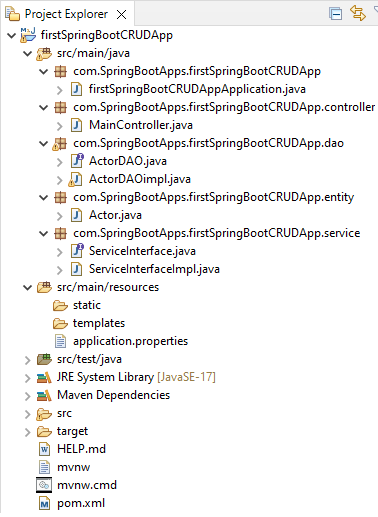 Project Explorer
firstSpringBootCRUDApp
src/main/java
com.SpringBootApps.firstSpringBootCRUDApp
firstSpringBootCRUDAppApplication.java
com.SpringBootApps.firstSpringBootCRUDApp.controller
MainController.java
com.SpringBootApps.firstSpringBootCRUDApp.dao
ActorDAO.java
ActorDAOimpl.java
com.SpringBootApps.firstSpringBootCRUDApp.entity
Actor.java
com.SpringBootApps.firstSpringBootCRUDApp.service
ServiceInterface.java
ServiceInterfaceImpl.java
src/main/resources
static
templates
application.properties
src/test/java
JRE System Library [JavaSE-17]
Maven Dependencies
src
target
HELP.md
mvnw
mvnw.cmd
pom.xml